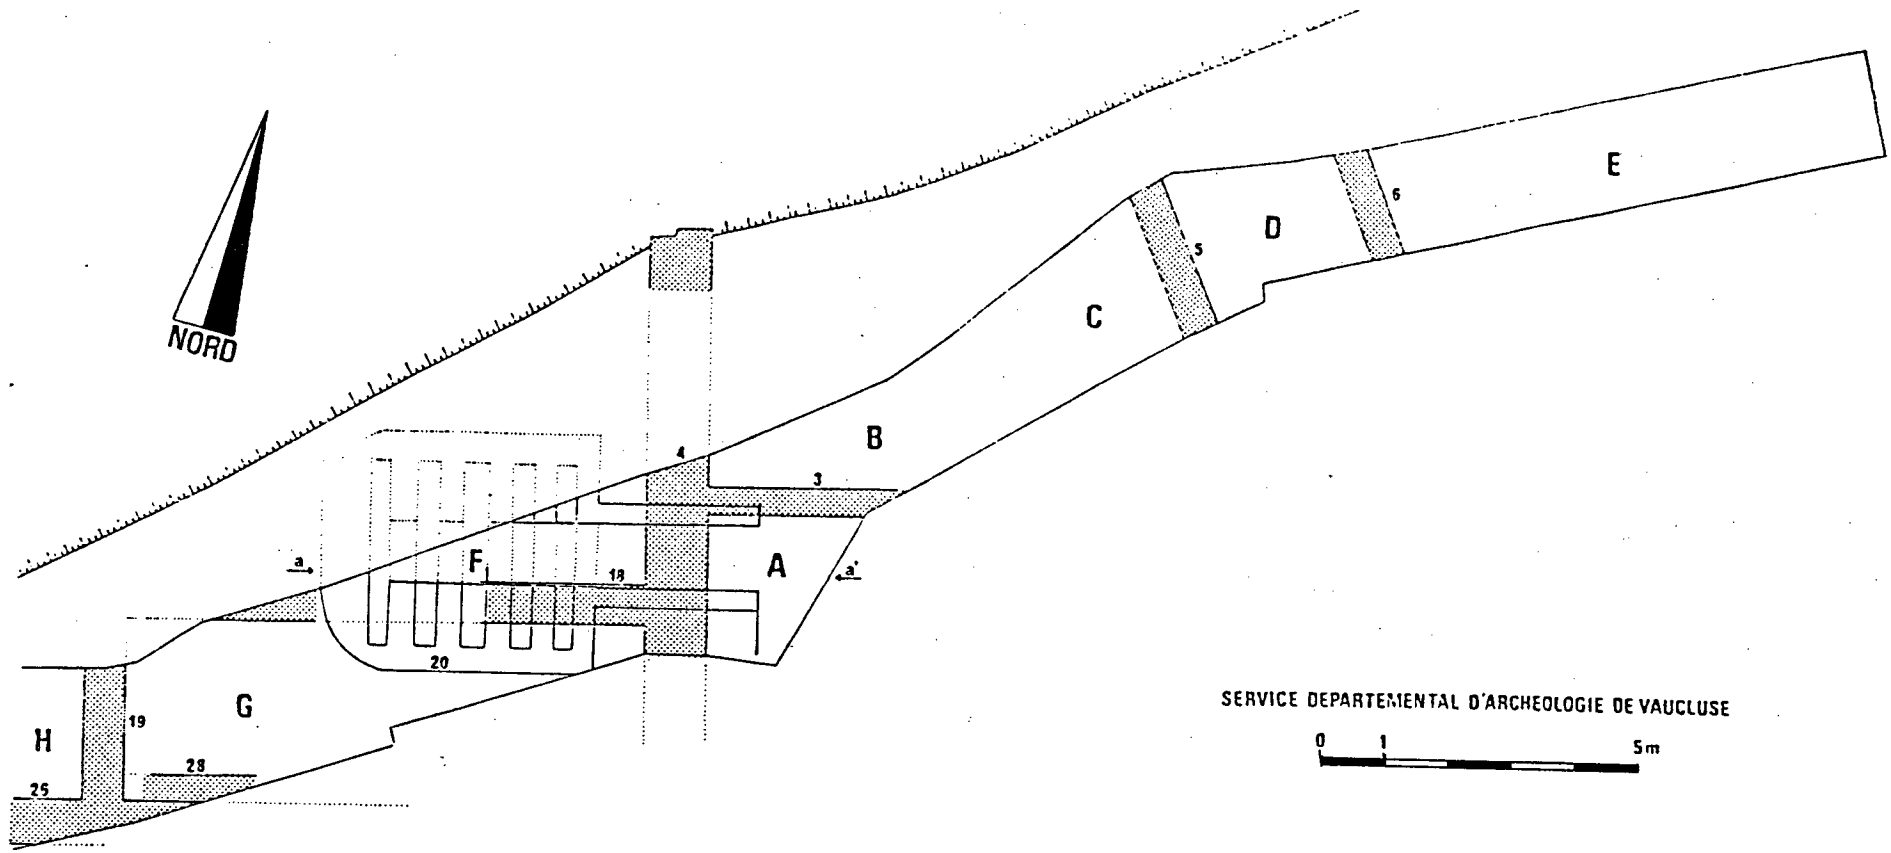 NORD
E
6
D
5
C
B
4
3
F
18
A
a
a'
20
G
19
H
28
25
SERVICE DEPARTEMENTAL D'ARCHEOLOGIE DE VAUCLUSE
0 1 5m